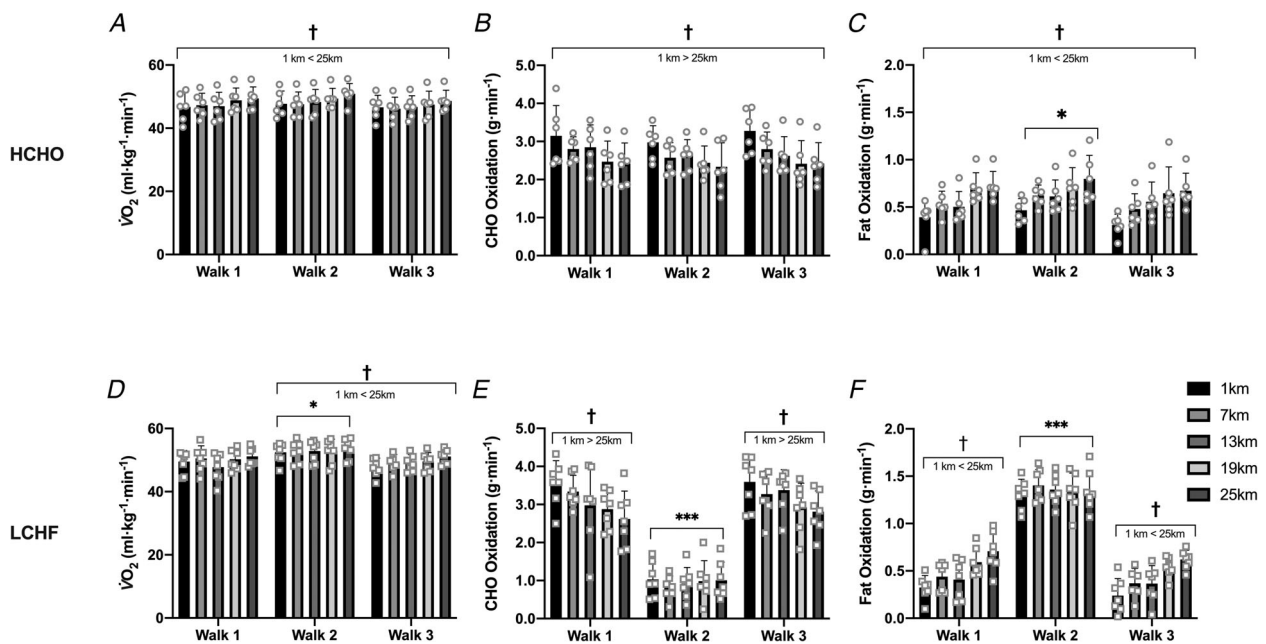 A
†
1 km < 25km
HCHO
V̇O2 (ml·kg-1·min-1)
60
40
20
0
Walk 1
Walk 2
Walk 3
B
†
1 km > 25km
CHO Oxidation (g·min-1)
5.0
4.0
3.0
2.0
1.0
0.0
Walk 1
Walk 2
Walk 3
C
†
1 km < 25km
*
Fat Oxidation (g·min-1)
2.0
1.5
1.0
0.5
0.0
Walk 1
Walk 2
Walk 3
D
†
1 km < 25km
*
LCHF
V̇O2 (ml·kg-1·min-1)
60
40
20
0
Walk 1
Walk 2
Walk 3
E
†
1 km > 25km
***
†
1 km > 25km
CHO Oxidation (g·min-1)
5.0
4.0
3.0
2.0
1.0
0.0
Walk 1
Walk 2
Walk 3
F
†
1 km < 25km
***
†
1 km < 25km
Fat Oxidation (g·min-1)
2.0
1.5
1.0
0.5
0.0
Walk 1
Walk 2
Walk 3
1km
7km
13km
19km
25km